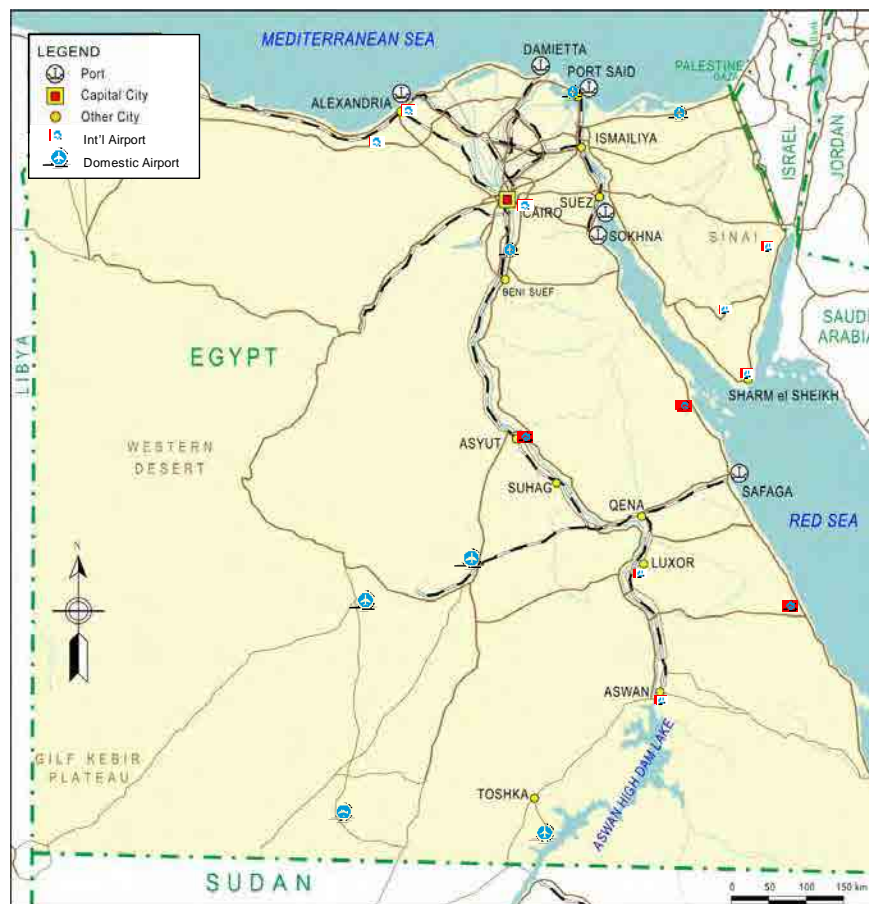 MEDITERRANEAN SEA
LEGEND
Port
Capital City
Other City
Int'l Airport
Domestic Airport
DAMIETTA
PORT SAID
PALESTINE
GAZA
ALEXANDRIA
ISMAILIYA
ISRAEL
JORDAN
SUEZ
CAIRO
SOKHNA
SINAI
BENI SUEF
SAUDI
ARABIA
LIBYA
EGYPT
SHARM el SHEIKH
WESTERN
DESERT
ASYUT
SUHAG
QENA
SAFAGA
RED SEA
N
LUXOR
ASWAN
GILF KEBIR
PLATEAU
TOSHKA
ASWAN HIGH DAM LAKE
SUDAN
0 50 100 150 km